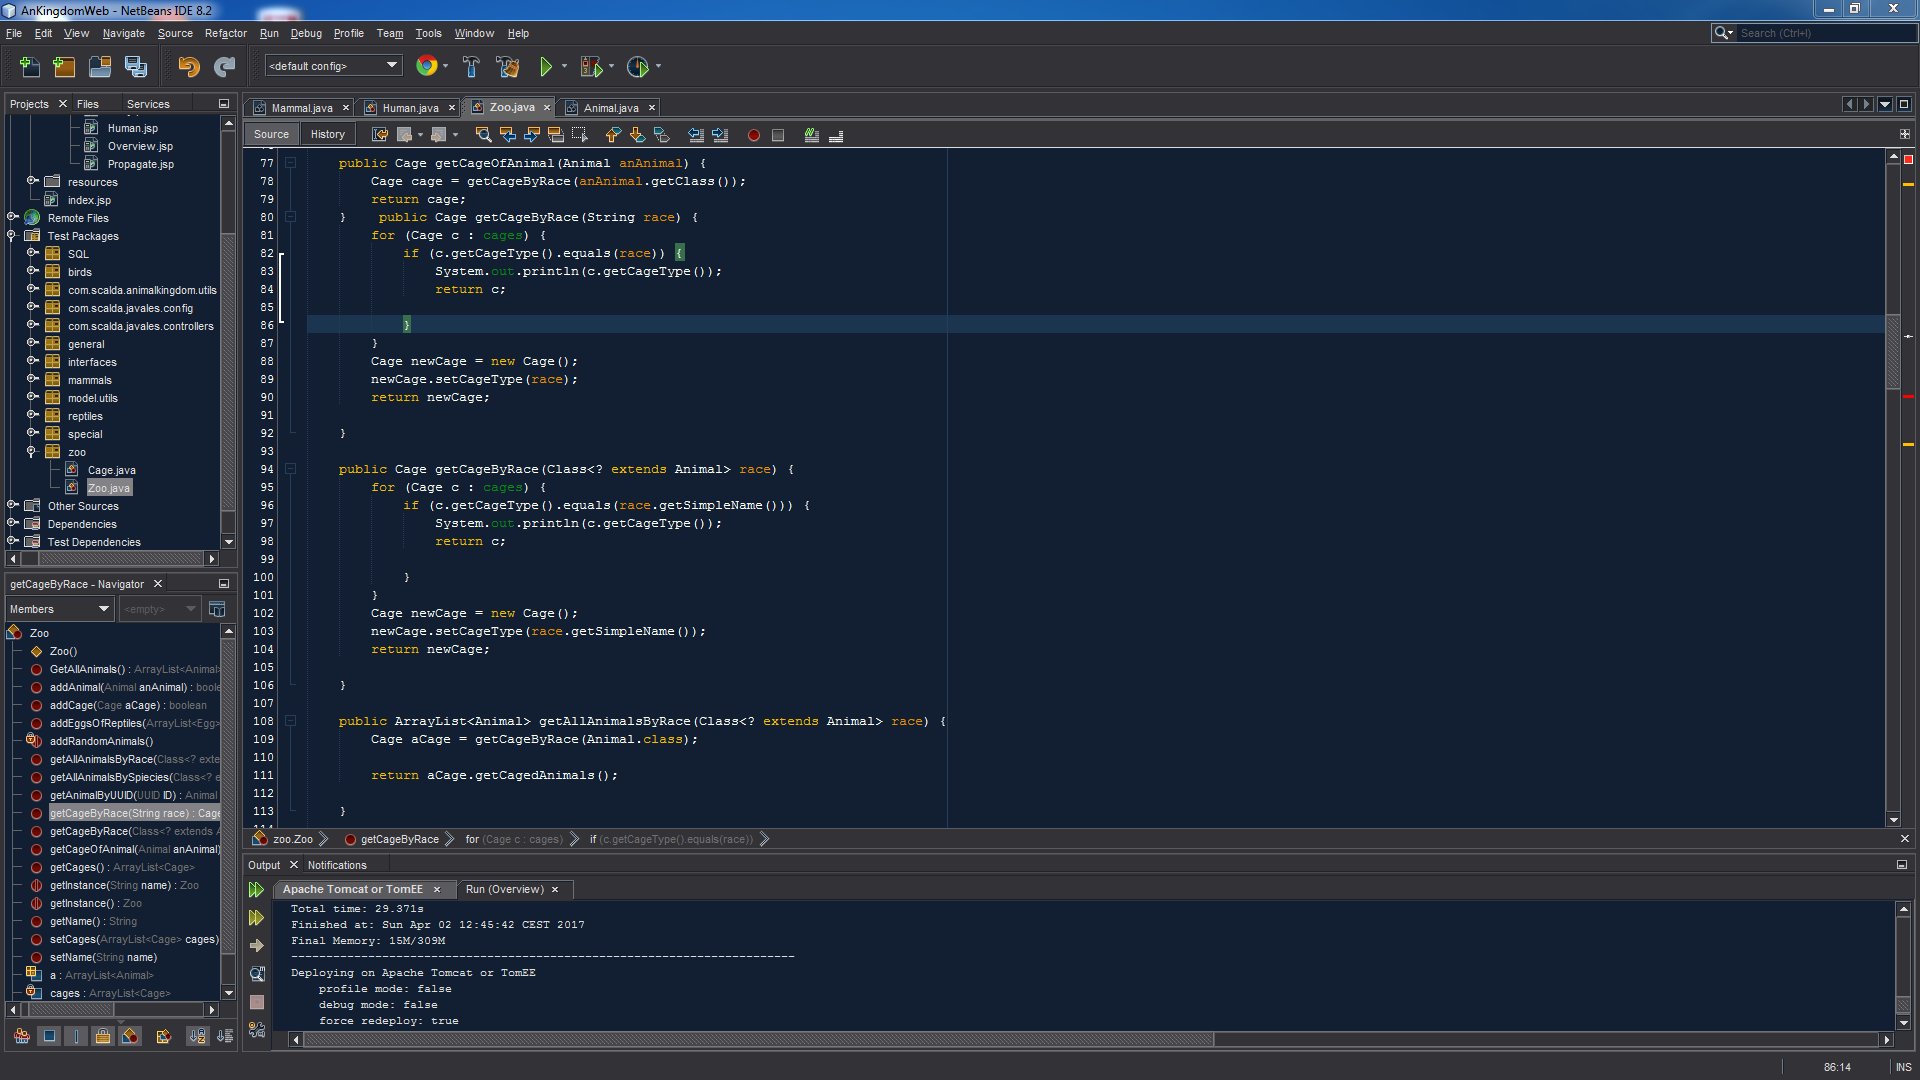 AnKingdomWeb - NetBeans IDE 8.2
File Edit View Navigate Source Refactor Run Debug Profile Team Tools Window Help
Search (Ctrl+I)
<default config>
Projects Files Services
Human.jsp
Overview.jsp
Propagate.jsp
resources
index.jsp
Remote Files
Test Packages
SQL
birds
com.scalda.animalkingdom.utils
com.scalda.javales.config
com.scalda.javales.controllers
general
interfaces
mammals
model.utils
reptiles
special
zoo
Cage.java
Zoo.java
Other Sources
Dependencies
Test Dependencies
getCageByRace - Navigator
Members <empty>
Zoo
Zoo()
GetAllAnimals() : ArrayList<Animal>
addAnimal(Animal anAnimal) : boole
addCage(Cage aCage) : boolean
addEggsOfReptiles(ArrayList<Egg>
addRandomAnimals()
getAllAnimalsByRace(Class<? exte
getAllAnimalsBySpiecies(Class<? e
getAnimalByUUID(UUID ID) : Animal
getCageByRace(String race) : Cage
getCageByRace(Class<? extends A
getCageOfAnimal(Animal anAnimal)
getCages() : ArrayList<Cage>
getInstance(String name) : Zoo
getInstance() : Zoo
getName() : String
setCages(ArrayList<Cage> cages)
setName(String name)
a : ArrayList<Animal>
cages : ArrayList<Cage>
Mammal.java Human.java Zoo.java Animal.java
Source History
77 public Cage getCageOfAnimal(Animal anAnimal) {
78 Cage cage = getCageByRace(anAnimal.getClass());
79 return cage;
80 } public Cage getCageByRace(String race) {
81 for (Cage c : cages) {
82 if (c.getCageType().equals(race)) {
83 System.out.println(c.getCageType());
84 return c;
85
86 }
87 }
88 Cage newCage = new Cage();
89 newCage.setCageType(race);
90 return newCage;
91
92 }
93
94 public Cage getCageByRace(Class<? extends Animal> race) {
95 for (Cage c : cages) {
96 if (c.getCageType().equals(race.getSimpleName())) {
97 System.out.println(c.getCageType());
98 return c;
99
100 }
101 }
102 Cage newCage = new Cage();
103 newCage.setCageType(race.getSimpleName());
104 return newCage;
105
106 }
107
108 public ArrayList<Animal> getAllAnimalsByRace(Class<? extends Animal> race) {
109 Cage aCage = getCageByRace(Animal.class);
110
111 return aCage.getCagedAnimals();
112
113 }
zoo.Zoo getCageByRace for (Cage c : cages) if (c.getCageType().equals(race))
Output Notifications
Apache Tomcat or TomEE Run (Overview)
Total time: 29.371s
Finished at: Sun Apr 02 12:45:42 CEST 2017
Final Memory: 15M/309M
------------------------------------------------------------------------
Deploying on Apache Tomcat or TomEE
profile mode: false
debug mode: false
force redeploy: true
86:14 INS